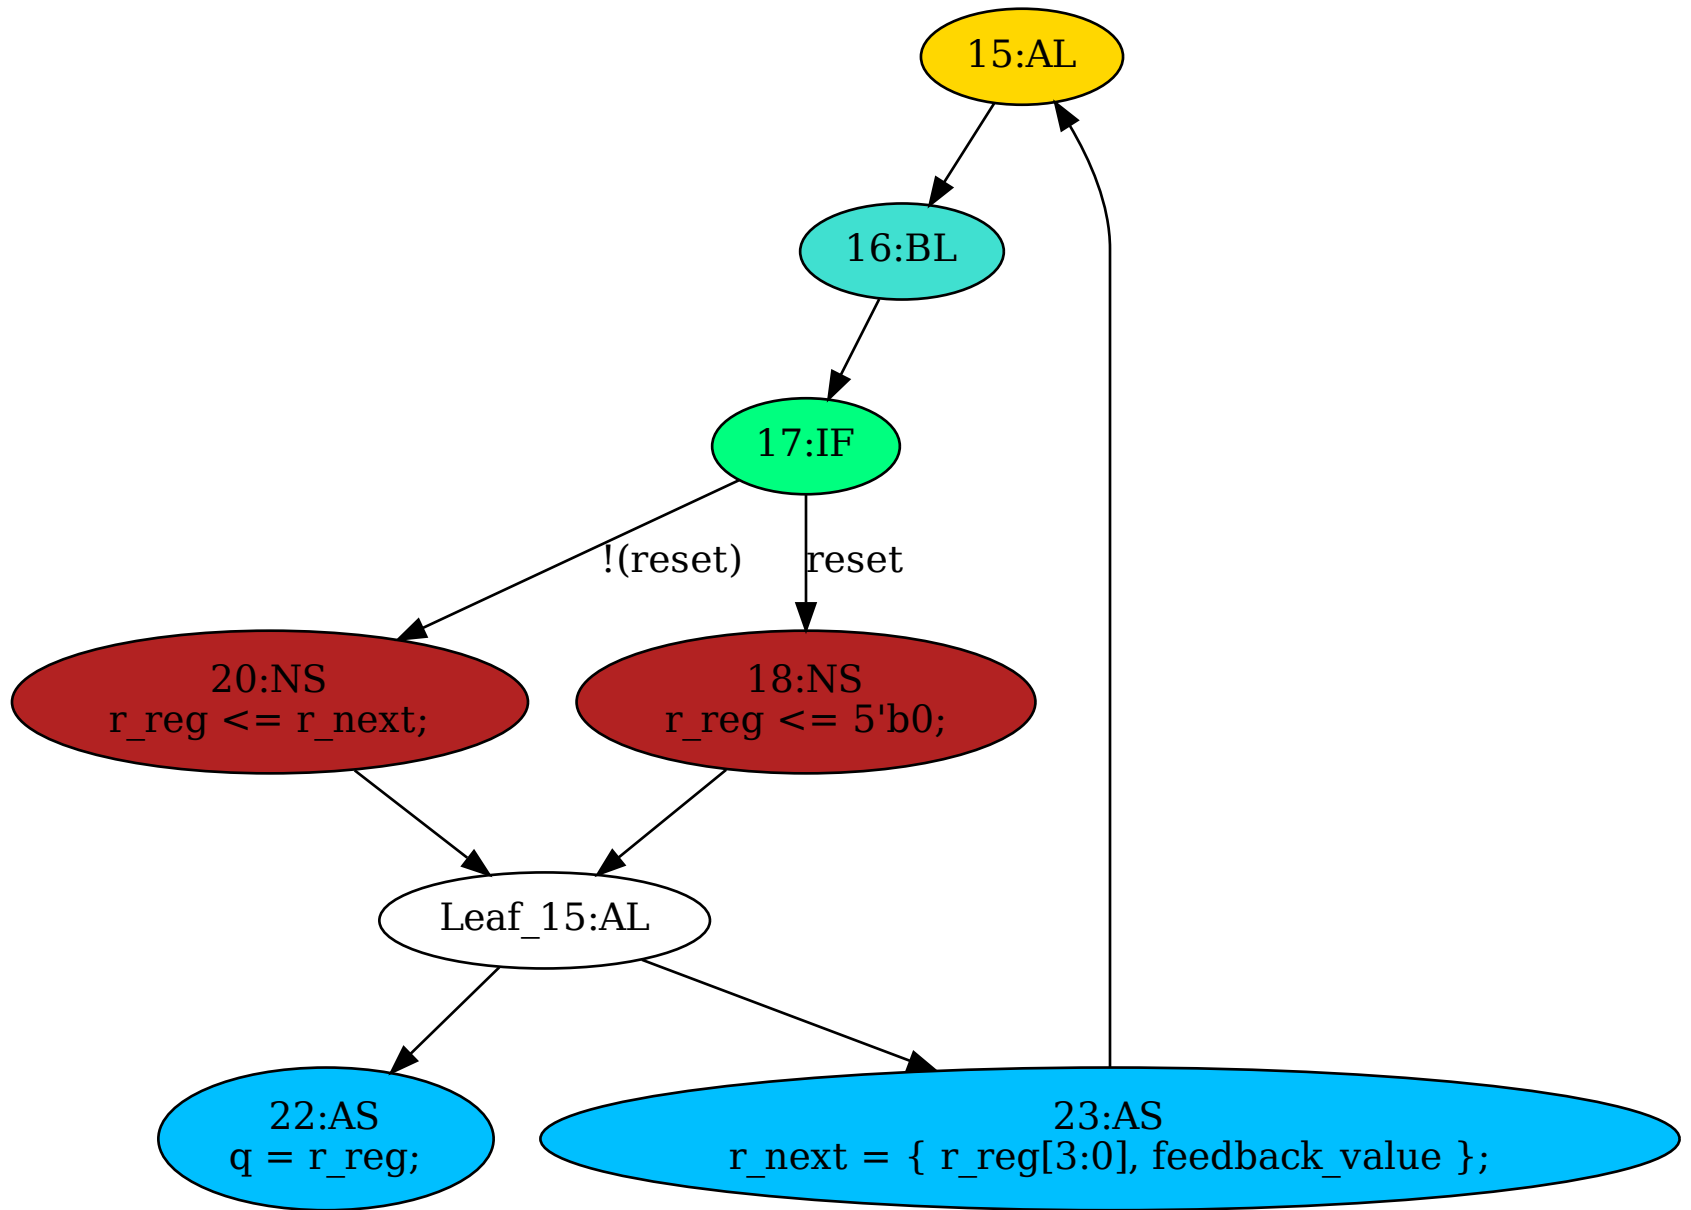 15:AL
16:BL
17:IF
!(reset)
reset
20:NS
r_reg <= r_next;
18:NS
r_reg <= 5'b0;
Leaf_15:AL
22:AS
q = r_reg;
23:AS
r_next = { r_reg[3:0], feedback_value };